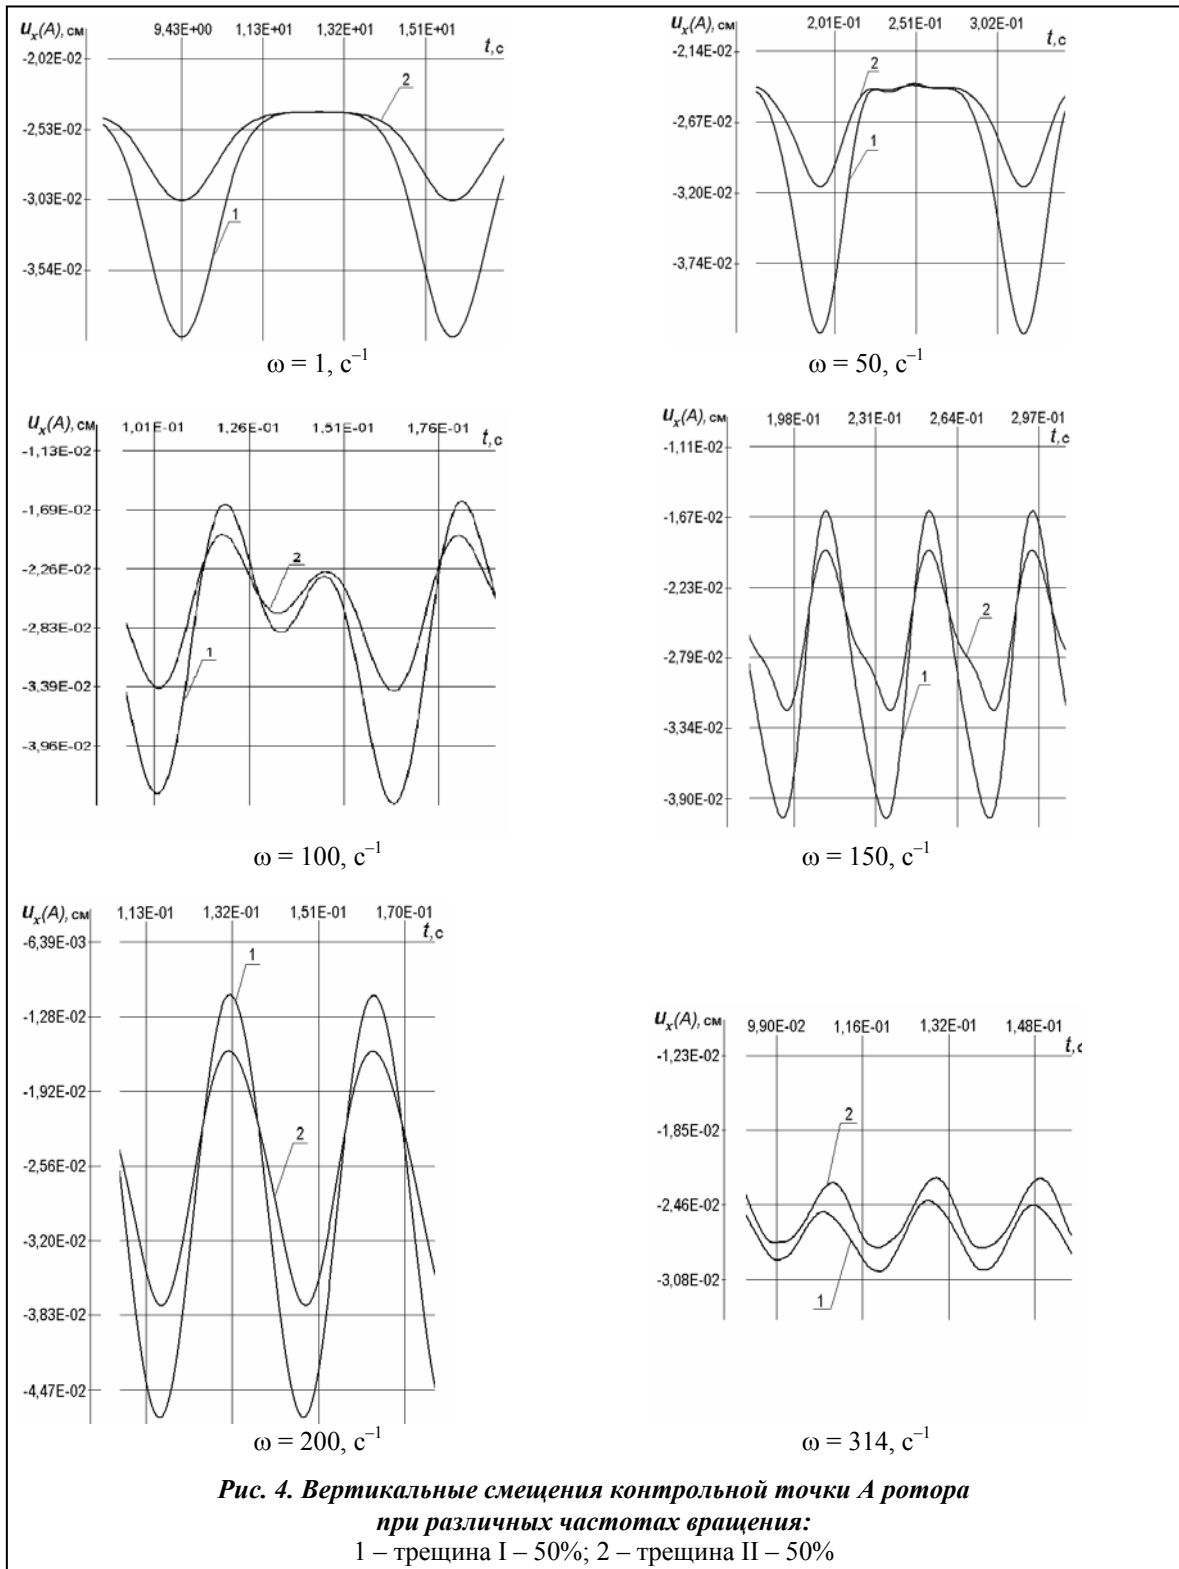 u_x(A), см 9,43E+00 1,13E+01 1,32E+01 1,51E+01
t,с
-2,02E-02
2
-2,53E-02
-3,03E-02
1
-3,54E-02
ω = 1, с⁻¹
u_x(A), см 2,01E-01 2,51E-01 3,02E-01
t,с
-2,14E-02
2
-2,67E-02
1
-3,20E-02
-3,74E-02
ω = 50, с⁻¹
u_x(A), см 1,01E-01 1,26E-01 1,51E-01 1,76E-01
t,с
-1,13E-02
-1,69E-02
2
-2,26E-02
-2,83E-02
1
-3,39E-02
-3,96E-02
ω = 100, с⁻¹
u_x(A), см 1,98E-01 2,31E-01 2,64E-01 2,97E-01
t,с
-1,11E-02
-1,67E-02
-2,23E-02
2
-2,79E-02
1
-3,34E-02
-3,90E-02
ω = 150, с⁻¹
u_x(A), см 1,13E-01 1,32E-01 1,51E-01 1,70E-01
t,с
-6,39E-03
1
-1,28E-02
-1,92E-02
2
-2,56E-02
-3,20E-02
-3,83E-02
-4,47E-02
ω = 200, с⁻¹
u_x(A), см 9,90E-02 1,16E-01 1,32E-01 1,48E-01
t,с
-1,23E-02
2
-1,85E-02
-2,46E-02
-3,08E-02
1
ω = 314, с⁻¹
Рис. 4. Вертикальные смещения контрольной точки А ротора
при различных частотах вращения:
1 – трещина I – 50%; 2 – трещина II – 50%